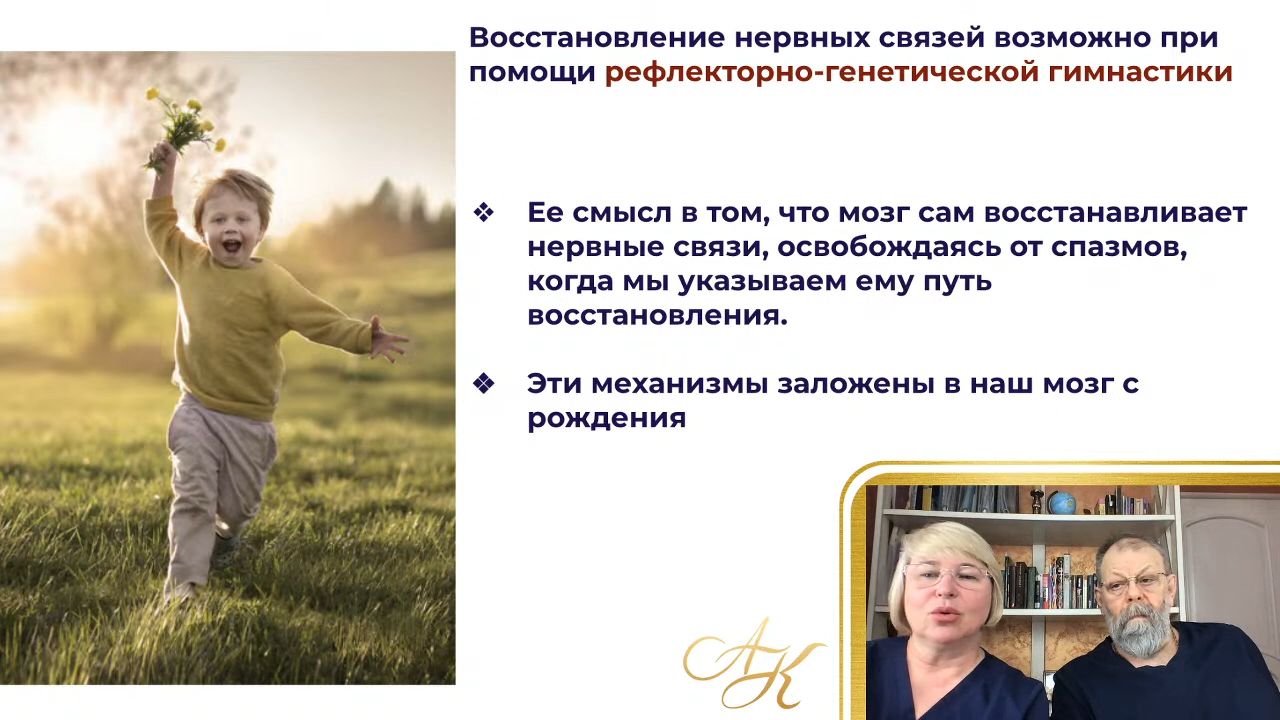 Восстановление нервных связей возможно при
помощи рефлекторно-генетической гимнастики
❖ Ее смысл в том, что мозг сам восстанавливает
нервные связи, освобождаясь от спазмов,
когда мы указываем ему путь
восстановления.
❖ Эти механизмы заложены в наш мозг с
рождения
АК